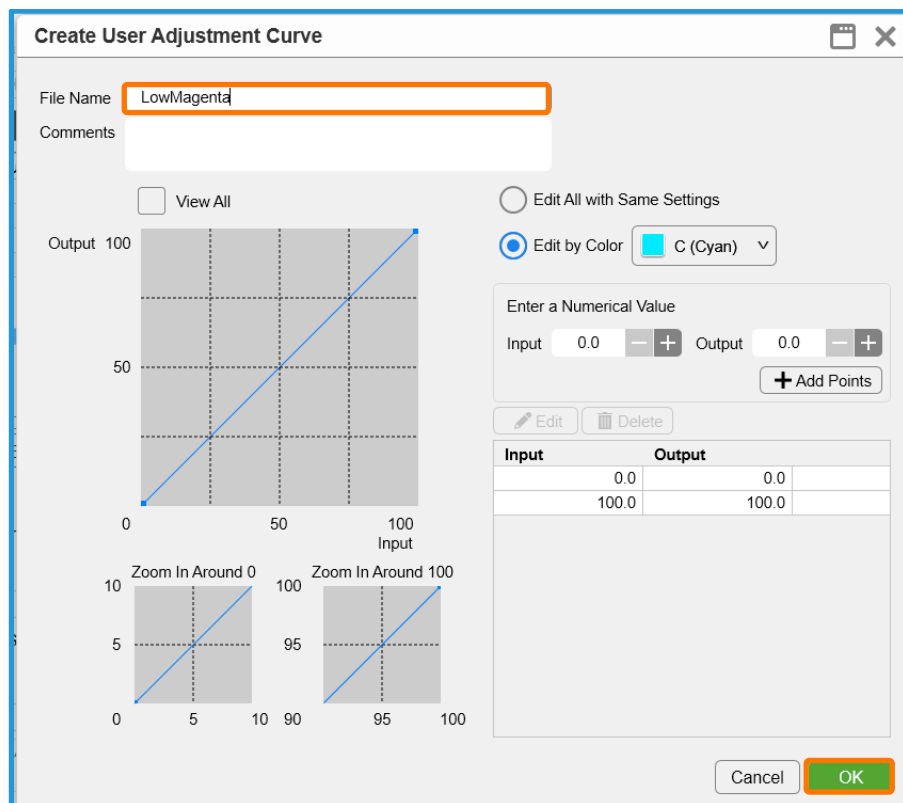 Create User Adjustment Curve
File Name LowMagenta
Comments
View All
Edit All with Same Settings
Edit by Color C (Cyan)
Output 100
50
0 50 100
Input
Enter a Numerical Value
Input 0.0 Output 0.0
Add Points
Edit Delete
Input Output
0.0 0.0
100.0 100.0
Zoom In Around 0 Zoom In Around 100
10 100
5 95
0 5 10 90 95 100
Cancel OK